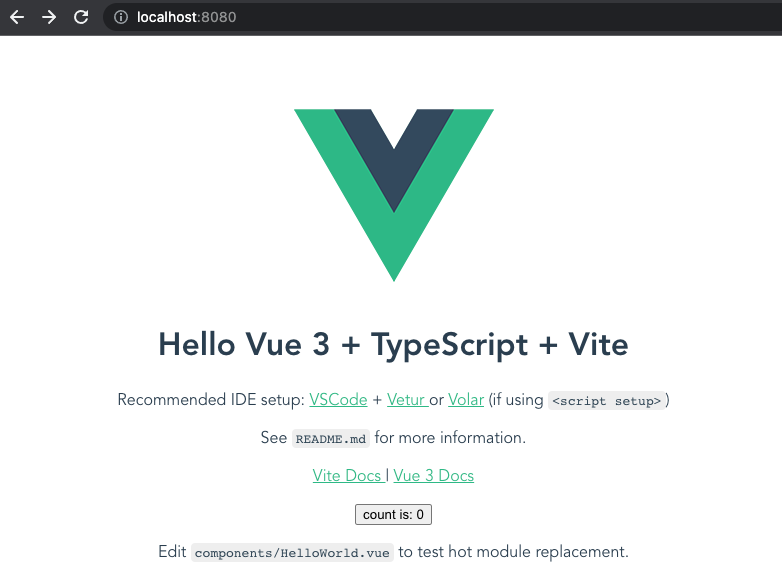 localhost:8080
Hello Vue 3 + TypeScript + Vite
Recommended IDE setup: VSCode + Vetur or Volar (if using <script setup>)
See README.md for more information.
Vite Docs | Vue 3 Docs
count is: 0
Edit components/HelloWorld.vue to test hot module replacement.